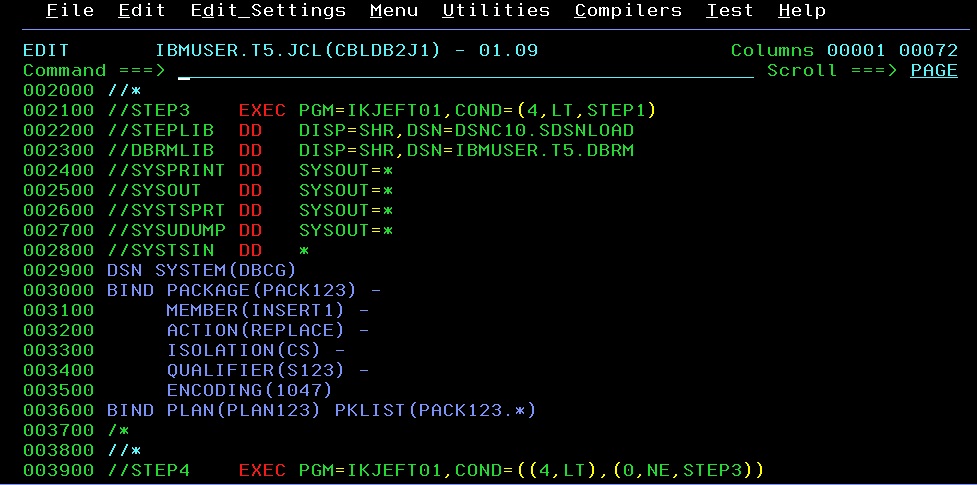 File  Edit  Edit_Settings  Menu  Utilities  Compilers  Test  Help
EDIT       IBMUSER.T5.JCL(CBLDB2J1) - 01.09                Columns 00001 00072
Command ===>                                               Scroll ===> PAGE
002000 //*
002100 //STEP3    EXEC PGM=IKJEFT01,COND=(4,LT,STEP1)
002200 //STEPLIB  DD   DISP=SHR,DSN=DSNC10.SDSNLOAD
002300 //DBRMLIB  DD   DISP=SHR,DSN=IBMUSER.T5.DBRM
002400 //SYSPRINT DD   SYSOUT=*
002500 //SYSOUT   DD   SYSOUT=*
002600 //SYSTSPRT DD   SYSOUT=*
002700 //SYSUDUMP DD   SYSOUT=*
002800 //SYSTSIN  DD   *
002900 DSN SYSTEM(DBCG)
003000 BIND PACKAGE(PACK123) -
003100      MEMBER(INSERT1) -
003200      ACTION(REPLACE) -
003300      ISOLATION(CS) -
003400      QUALIFIER(S123) -
003500      ENCODING(1047)
003600 BIND PLAN(PLAN123) PKLIST(PACK123.*)
003700 /*
003800 //*
003900 //STEP4    EXEC PGM=IKJEFT01,COND=((4,LT),(0,NE,STEP3))